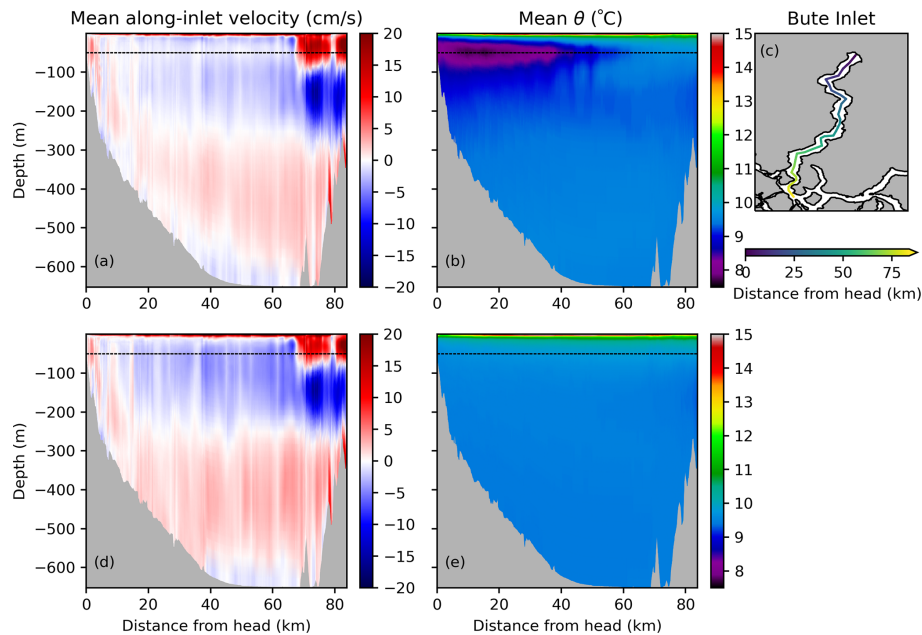 Mean along-inlet velocity (cm/s)
Mean θ (°C)
Bute Inlet
Depth (m)
−100
−200
−300
−400
−500
−600
(a)
0 20 40 60 80
20
15
10
5
0
−5
−10
−15
−20
(b)
0 20 40 60 80
15
14
13
12
11
10
9
8
(c)
0 25 50 75
Distance from head (km)
Depth (m)
−100
−200
−300
−400
−500
−600
(d)
0 20 40 60 80
Distance from head (km)
20
15
10
5
0
−5
−10
−15
−20
(e)
0 20 40 60 80
Distance from head (km)
15
14
13
12
11
10
9
8